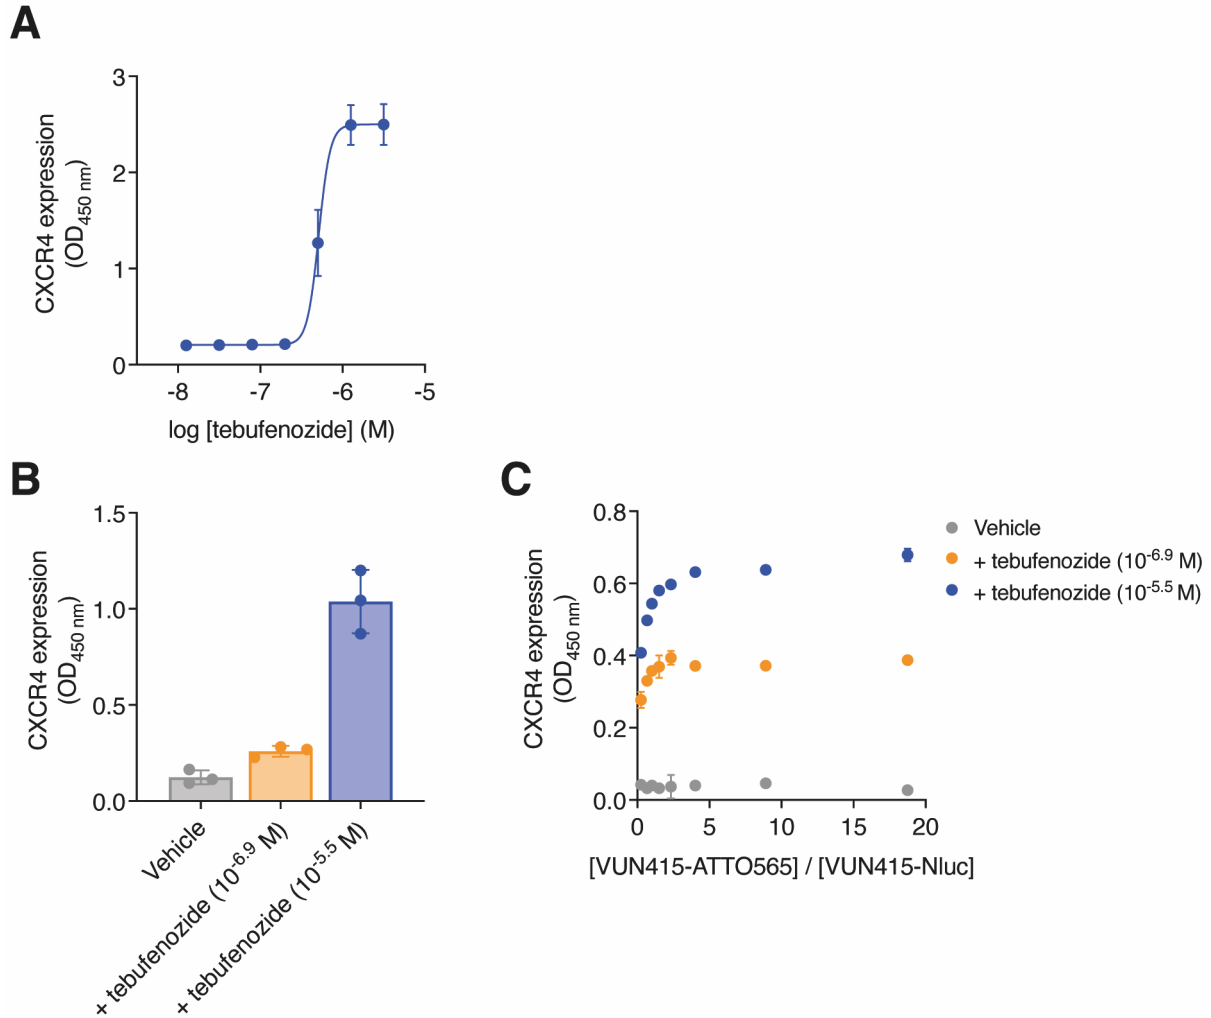 A
CXCR4 expression
(OD450 nm)
3
2
1
0
-8 -7 -6 -5
log [tebufenozide] (M)
B
CXCR4 expression
(OD450 nm)
1.5
1.0
0.5
0.0
Vehicle
+ tebufenozide (10-6.9 M)
+ tebufenozide (10-5.5 M)
C
CXCR4 expression
(OD450 nm)
0.8
0.6
0.4
0.2
0.0
0 5 10 15 20
[VUN415-ATTO565] / [VUN415-Nluc]
Vehicle
+ tebufenozide (10-6.9 M)
+ tebufenozide (10-5.5 M)